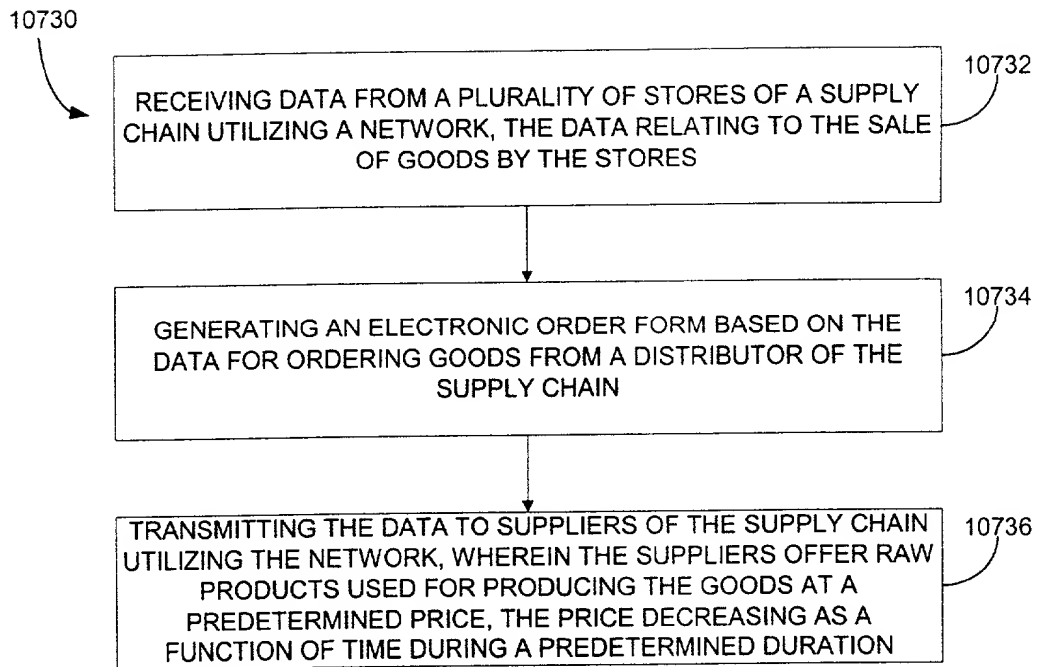 10730
10732
RECEIVING DATA FROM A PLURALITY OF STORES OF A SUPPLY
CHAIN UTILIZING A NETWORK, THE DATA RELATING TO THE SALE
OF GOODS BY THE STORES
10734
GENERATING AN ELECTRONIC ORDER FORM BASED ON THE
DATA FOR ORDERING GOODS FROM A DISTRIBUTOR OF THE
SUPPLY CHAIN
10736
TRANSMITTING THE DATA TO SUPPLIERS OF THE SUPPLY CHAIN
UTILIZING THE NETWORK, WHEREIN THE SUPPLIERS OFFER RAW
PRODUCTS USED FOR PRODUCING THE GOODS AT A
PREDETERMINED PRICE, THE PRICE DECREASING AS A
FUNCTION OF TIME DURING A PREDETERMINED DURATION